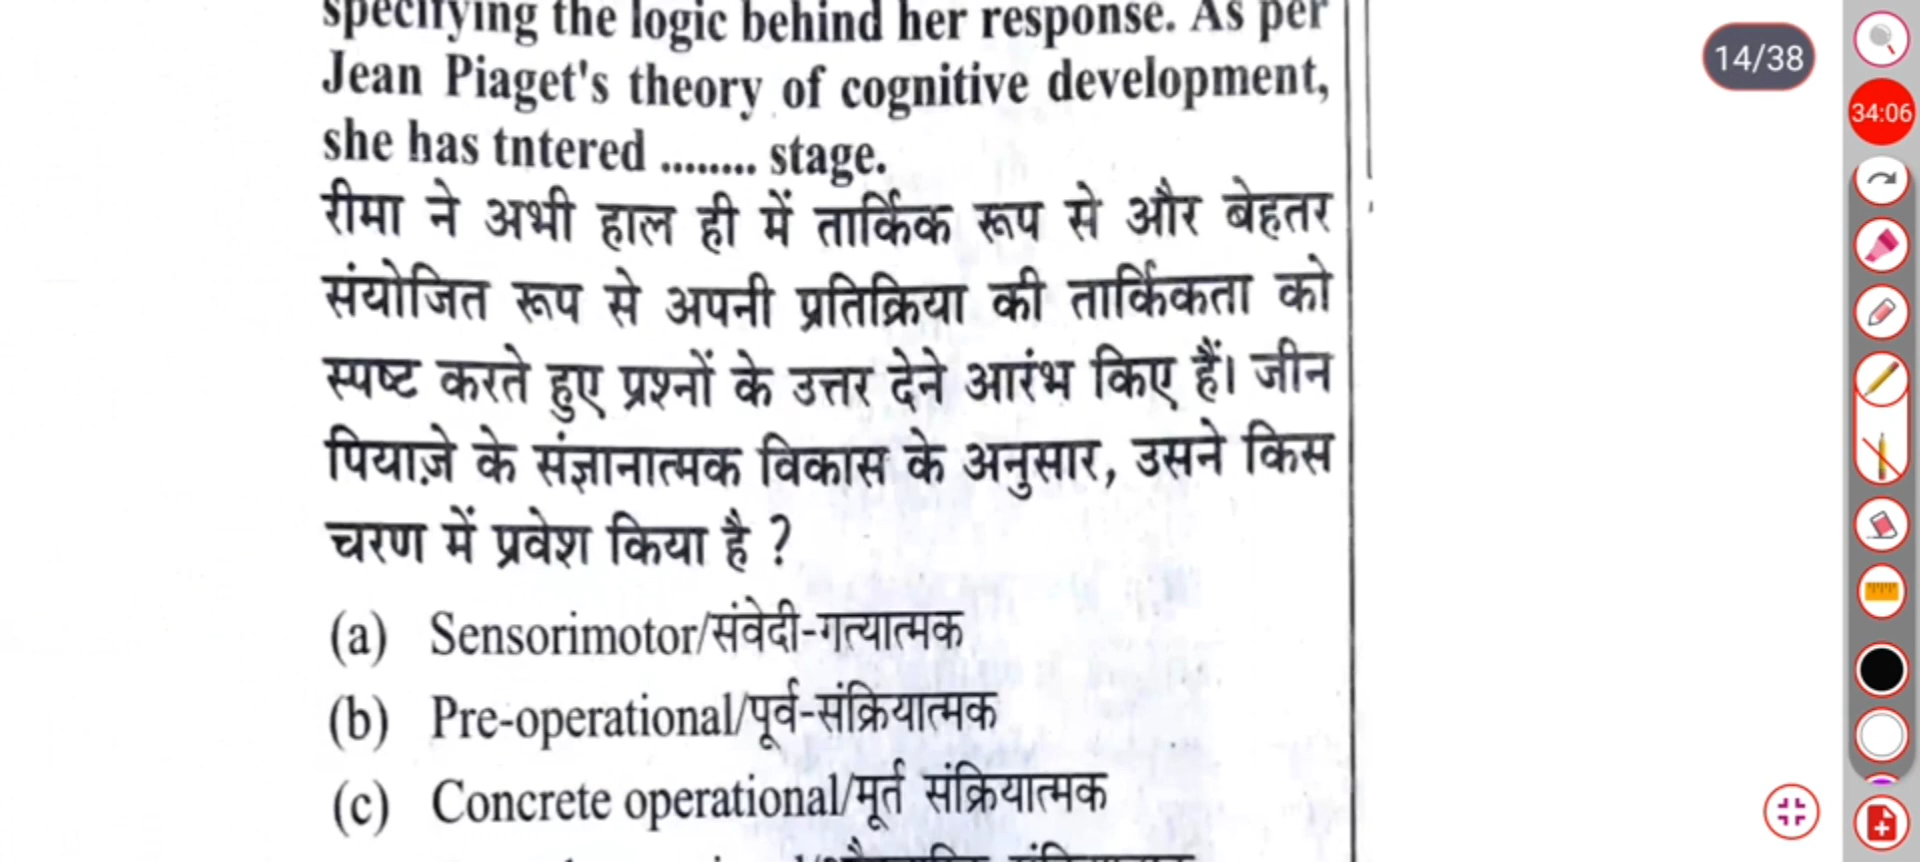 specifying the logic behind her response. As per
Jean Piaget's theory of cognitive development,
she has tntered ........ stage.
रीमा ने अभी हाल ही में तार्किक रूप से और बेहतर
संयोजित रूप से अपनी प्रतिक्रिया की तार्किकता को
स्पष्ट करते हुए प्रश्नों के उत्तर देने आरंभ किए हैं। जीन
पियाज़े के संज्ञानात्मक विकास के अनुसार, उसने किस
चरण में प्रवेश किया है ?
(a) Sensorimotor/संवेदी-गत्यात्मक
(b) Pre-operational/पूर्व-संक्रियात्मक
(c) Concrete operational/मूर्त संक्रियात्मक
14/38
34:06